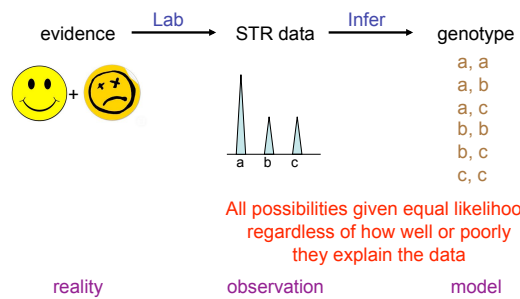 Lab
Infer
evidence
STR data
genotype
+
a, a
a, b
a, c
b, b
b, c
c, c
a b c
All possibilities given equal likelihoo
regardless of how well or poorly
they explain the data
reality
observation
model